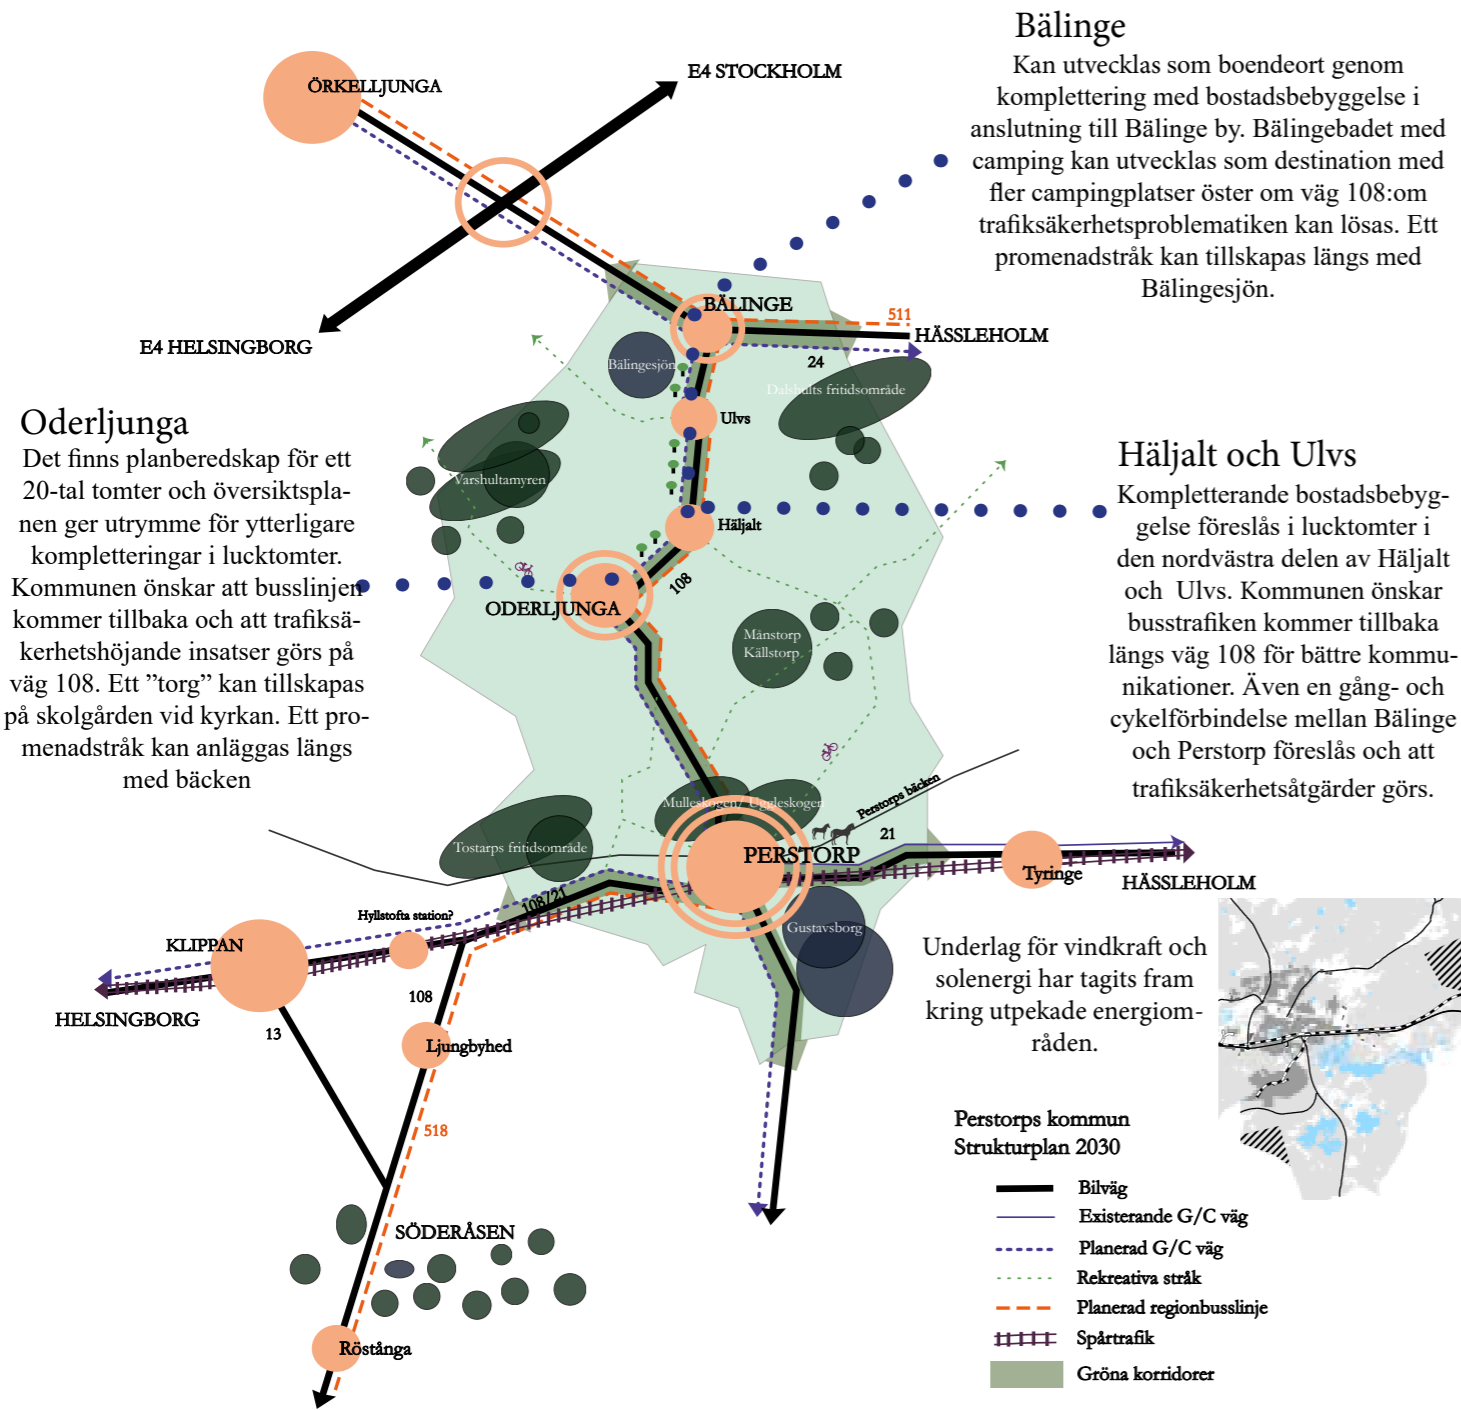 Bälinge
Kan utvecklas som boendeort genom
komplettering med bostadsbebyggelse i
anslutning till Bälinge by. Bälingebadet med
camping kan utvecklas som destination med
fler campingplatser öster om väg 108:om
trafiksäkerhetsproblematiken kan lösas. Ett
promenadstråk kan tillskapas längs med
Bälingesjön.
ÖRKELLJUNGA
E4 STOCKHOLM
E4 HELSINGBORG
BÄLINGE
511
HÄSSLEHOLM
24
Bälingesjön
Dalshults fritidsområde
Ulvs
Oderljunga
Det finns planberedskap för ett
20-tal tomter och översiktspla-
nen ger utrymme för ytterligare
kompletteringar i lucktomter.
Kommunen önskar att busslinjen
kommer tillbaka och att trafiksä-
kerhetshöjande insatser görs på
väg 108. Ett ”torg” kan tillskapas
på skolgården vid kyrkan. Ett pro-
menadstråk kan anläggas längs
med bäcken
Varshultamyren
Häljalt
108
ODERLJUNGA
Månstorp
Källstorp
Häljalt och Ulvs
Kompletterande bostadsbebyg-
gelse föreslås i lucktomter i
den nordvästra delen av Häljalt
och Ulvs. Kommunen önskar
busstrafiken kommer tillbaka
längs väg 108 för bättre kommu-
nikationer. Även en gång- och
cykelförbindelse mellan Bälinge
och Perstorp föreslås och att
trafiksäkerhetsåtgärder görs.
Mulleskogen/ Uggleskogen
Perstorps bäcken
21
Tostarps fritidsområde
PERSTORP
Tyringe
HÄSSLEHOLM
108/21
Hyllstofta station?
KLIPPAN
Gustavsborg
HELSINGBORG
13
108
Ljungbyhed
518
Underlag för vindkraft och
solenergi har tagits fram
kring utpekade energiom-
råden.
SÖDERÅSEN
Röstånga
Perstorps kommun
Strukturplan 2030
Bilväg
Existerande G/C väg
Planerad G/C väg
Rekreativa stråk
Planerad regionbusslinje
Spårtrafik
Gröna korridorer